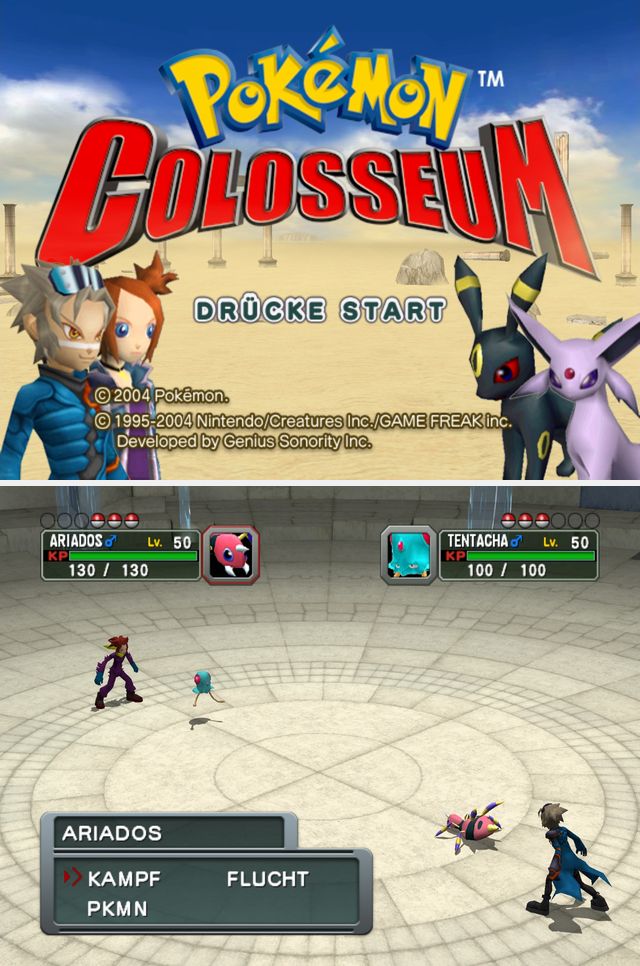 POKéMON™
COLOSSEUM
DRÜCKE START
© 2004 Pokémon.
© 1995-2004 Nintendo/Creatures Inc./GAME FREAK inc.
Developed by Genius Sonority Inc.
ARIADOS♂ Lv. 50
KP
130 / 130
TENTACHA♂ Lv. 50
KP
100 / 100
ARIADOS
KAMPF FLUCHT
PKMN